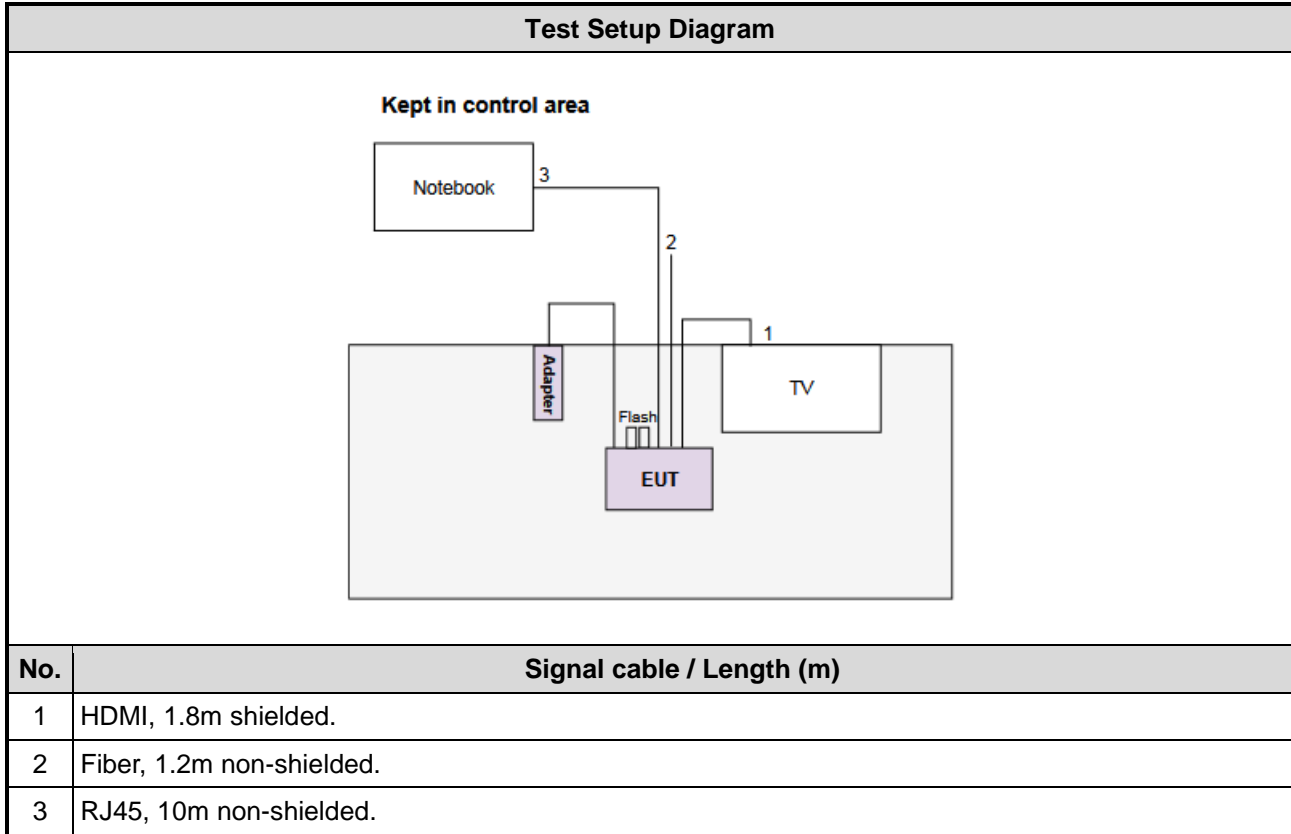 Test Setup Diagram
Kept in control area
Notebook
3
2
1
Adapter
TV
Flash
EUT
No. Signal cable / Length (m)
1 HDMI, 1.8m shielded.
2 Fiber, 1.2m non-shielded.
3 RJ45, 10m non-shielded.